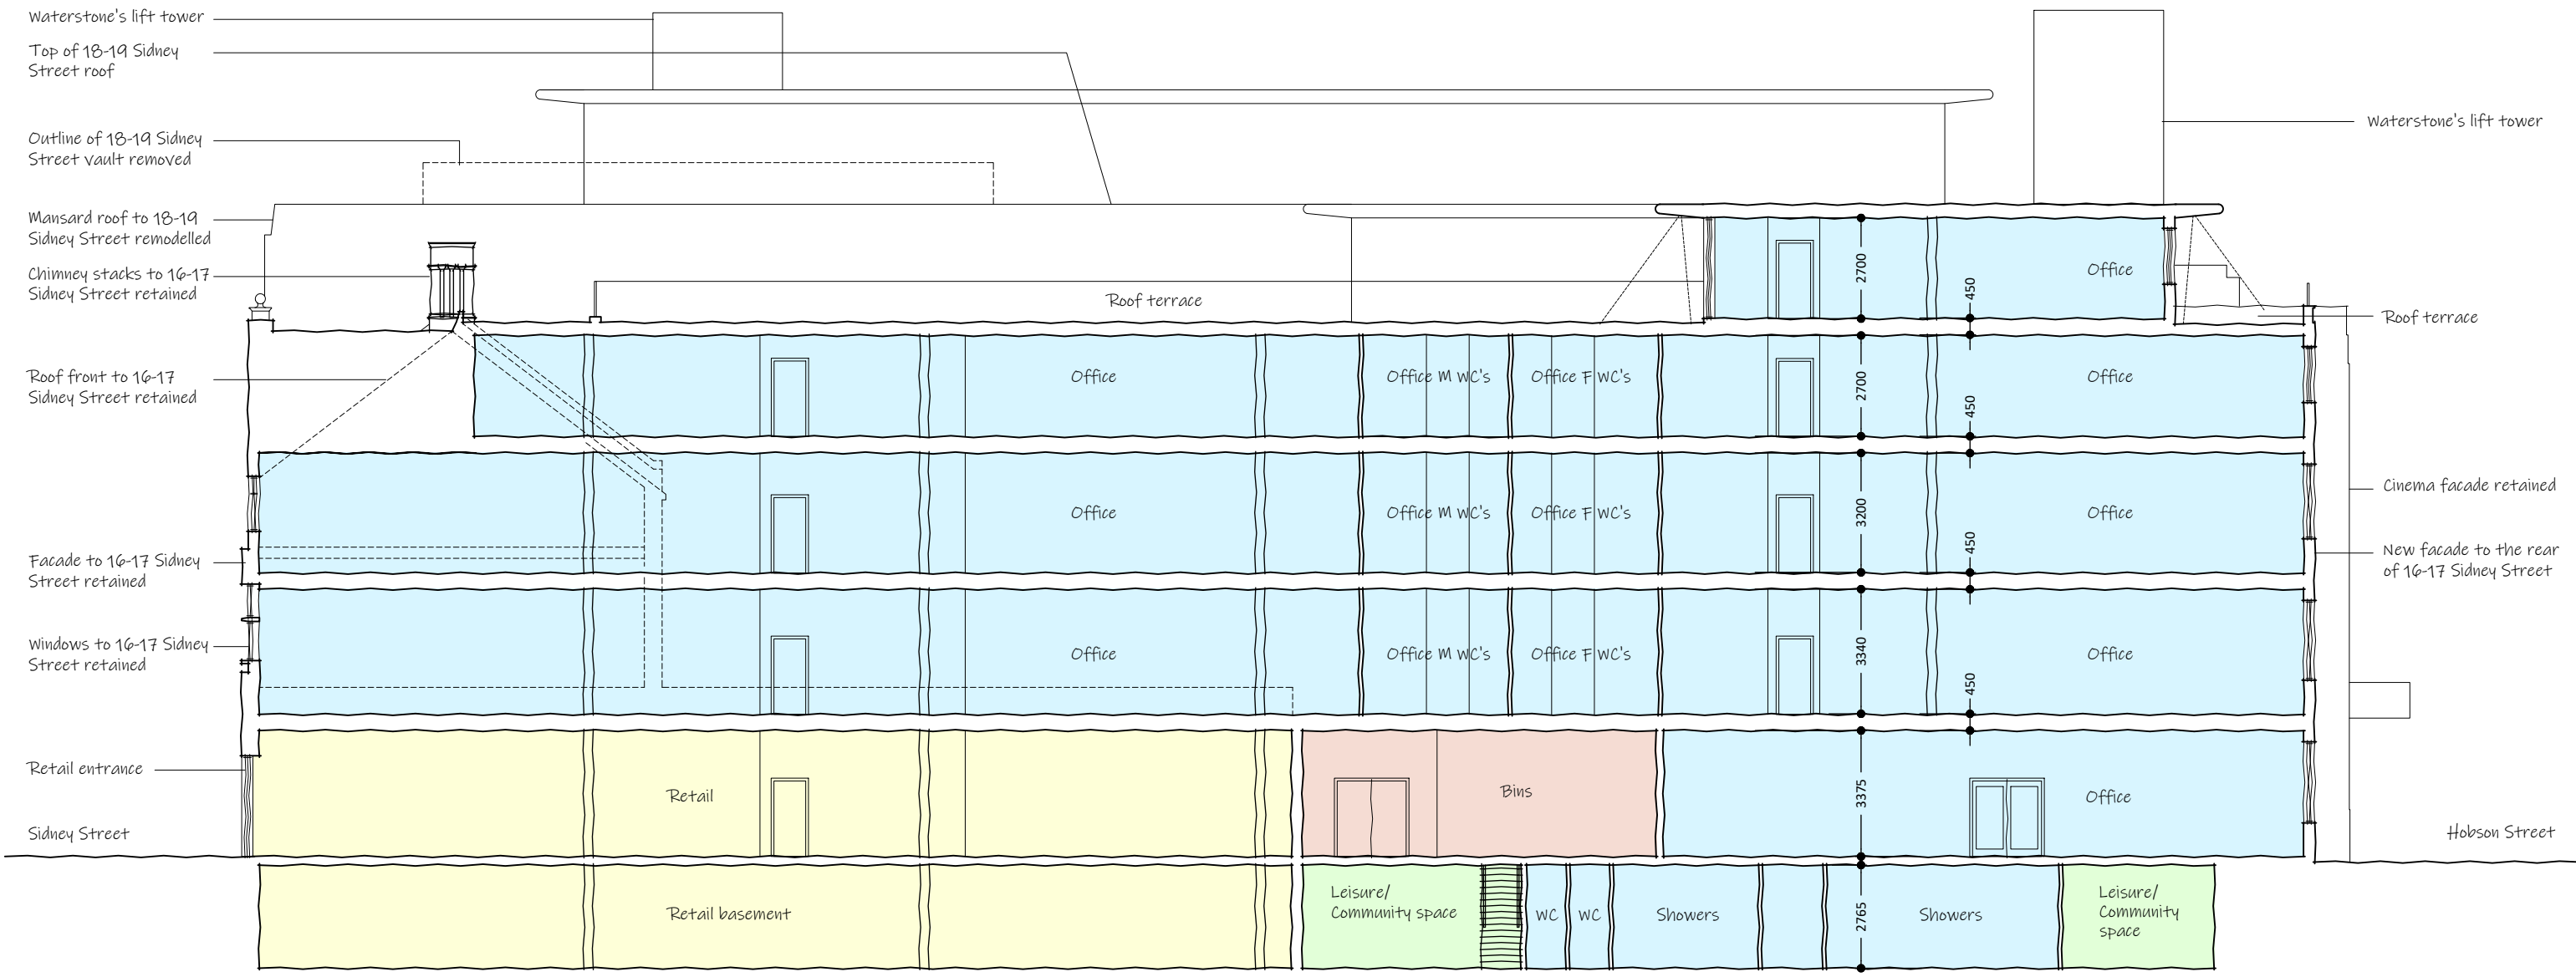 Waterstone's lift tower
Top of 18-19 Sidney
Street roof
Outline of 18-19 Sidney
Street vault removed
Mansard roof to 18-19
Sidney Street remodelled
Chimney stacks to 16-17
Sidney Street retained
Roof front to 16-17
Sidney Street retained
Facade to 16-17 Sidney
Street retained
Windows to 16-17 Sidney
Street retained
Retail entrance
Sidney Street
Waterstone's lift tower
Roof terrace
Cinema facade retained
New facade to the rear
of 16-17 Sidney Street
Hobson Street
Roof terrace
2700
450
Office
Office
Office M WC's
Office F WC's
2700
450
Office
Office
Office M WC's
Office F WC's
3200
450
Office
Office
Office M WC's
Office F WC's
3340
450
Office
Retail
Bins
3375
Office
Retail basement
Leisure/
Community space
WC
WC
Showers
2765
Showers
Leisure/
Community
space